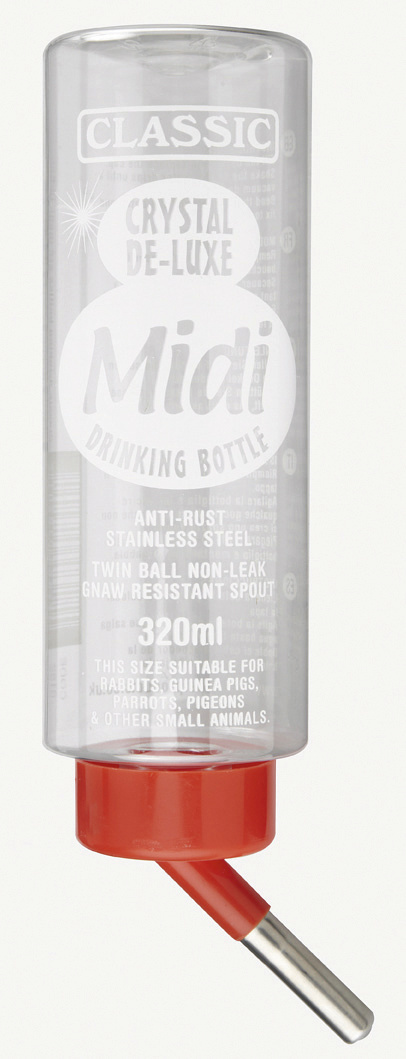 CLASSIC
CRYSTAL
DE-LUXE
Midi
DRINKING BOTTLE
ANTI-RUST
STAINLESS STEEL
TWIN BALL NON-LEAK
GNAW RESISTANT SPOUT
320ml
THIS SIZE SUITABLE FOR
RABBITS, GUINEA PIGS,
PARROTS, PIGEONS
& OTHER SMALL ANIMALS.